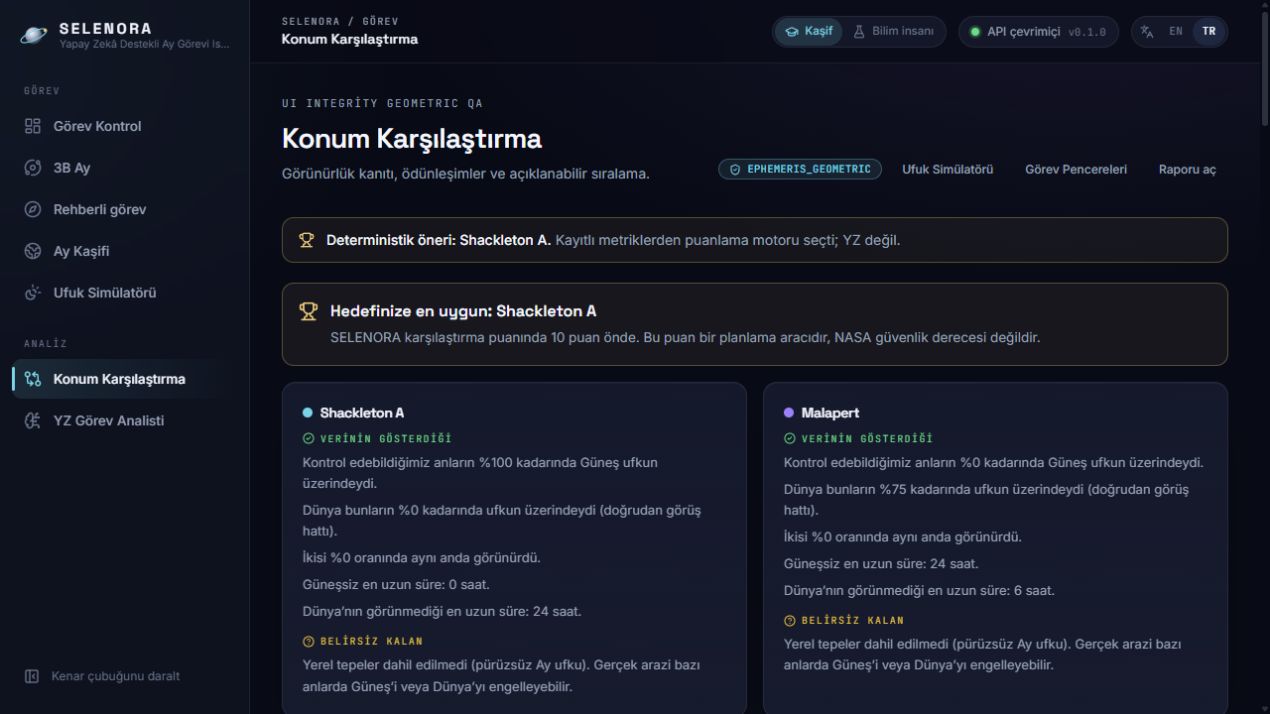 SELENORA
Yapay Zekâ Destekli Ay Görevi Is...
GÖREV
Görev Kontrol
3B Ay
Rehberli görev
Ay Kaşifi
Ufuk Simülatörü
ANALİZ
Konum Karşılaştırma
YZ Görev Analisti
Kenar çubuğunu daralt
SELENORA / GÖREV
Konum Karşılaştırma
Kaşif
Bilim insanı
API çevrimiçi v0.1.0
EN
TR
UI INTEGRITY GEOMETRIC QA
Konum Karşılaştırma
Görünürlük kanıtı, ödünleşimler ve açıklanabilir sıralama.
EPHEMERIS_GEOMETRIC
Ufuk Simülatörü
Görev Pencereleri
Raporu aç
Deterministik öneri: Shackleton A. Kayıtlı metriklerden puanlama motoru seçti; YZ değil.
Hedefinize en uygun: Shackleton A
SELENORA karşılaştırma puanında 10 puan önde. Bu puan bir planlama aracıdır, NASA güvenlik derecesi değildir.
Shackleton A
VERİNİN GÖSTERDİĞİ
Kontrol edebildiğimiz anların %100 kadarında Güneş ufkun
üzerindeydi.
Dünya bunların %0 kadarında ufkun üzerindeydi (doğrudan görüş
hattı).
İkisi %0 oranında aynı anda görünürdü.
Güneşsiz en uzun süre: 0 saat.
Dünya’nın görünmediği en uzun süre: 24 saat.
BELİRSİZ KALAN
Yerel tepeler dahil edilmedi (pürüzsüz Ay ufku). Gerçek arazi bazı
anlarda Güneş’i veya Dünya’yı engelleyebilir.
Malapert
VERİNİN GÖSTERDİĞİ
Kontrol edebildiğimiz anların %0 kadarında Güneş ufkun üzerindeydi.
Dünya bunların %75 kadarında ufkun üzerindeydi (doğrudan görüş
hattı).
İkisi %0 oranında aynı anda görünürdü.
Güneşsiz en uzun süre: 24 saat.
Dünya’nın görünmediği en uzun süre: 6 saat.
BELİRSİZ KALAN
Yerel tepeler dahil edilmedi (pürüzsüz Ay ufku). Gerçek arazi bazı
anlarda Güneş’i veya Dünya’yı engelleyebilir.